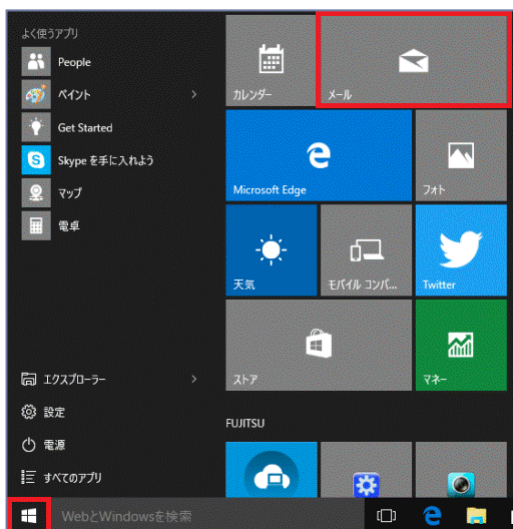 よく使うアプリ
People
ペイント
Get Started
Skype を手に入れよう
マップ
電卓
エクスプローラー
設定
電源
すべてのアプリ
WebとWindowsを検索
カレンダー
メール
Microsoft Edge
フォト
天気
モバイル コンパ...
Twitter
ストア
マネー
FUJITSU